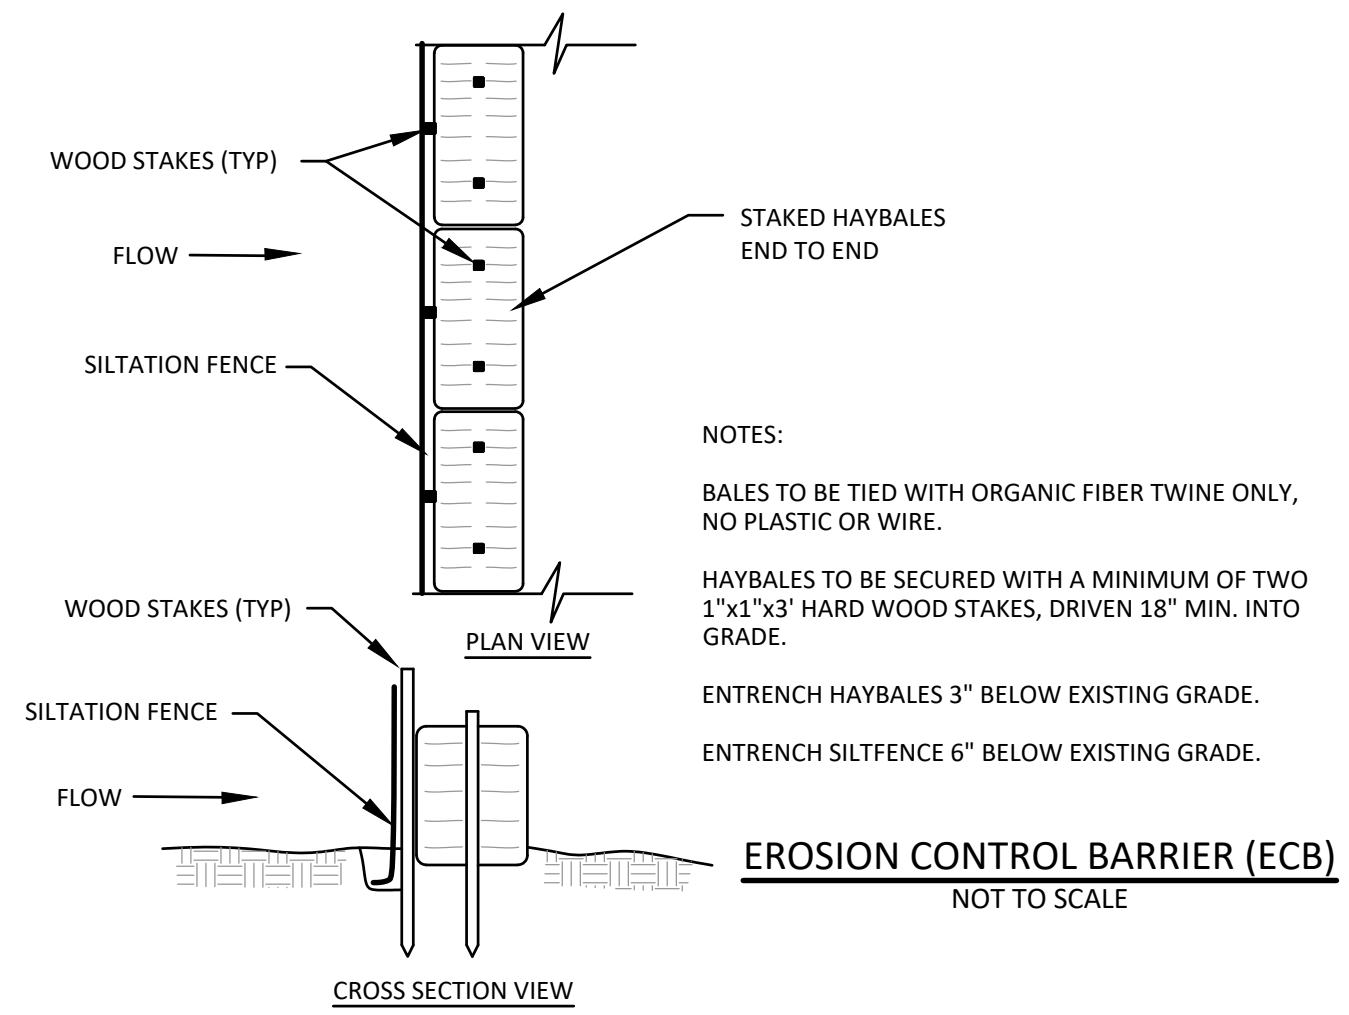 WOOD STAKES (TYP)
FLOW
STAKED HAYBALES
END TO END
SILTATION FENCE
NOTES:
BALES TO BE TIED WITH ORGANIC FIBER TWINE ONLY,
NO PLASTIC OR WIRE.
HAYBALES TO BE SECURED WITH A MINIMUM OF TWO
1"x1"x3' HARD WOOD STAKES, DRIVEN 18" MIN. INTO
GRADE.
ENTRENCH HAYBALES 3" BELOW EXISTING GRADE.
ENTRENCH SILTFENCE 6" BELOW EXISTING GRADE.
PLAN VIEW
WOOD STAKES (TYP)
SILTATION FENCE
FLOW
EROSION CONTROL BARRIER (ECB)
NOT TO SCALE
CROSS SECTION VIEW